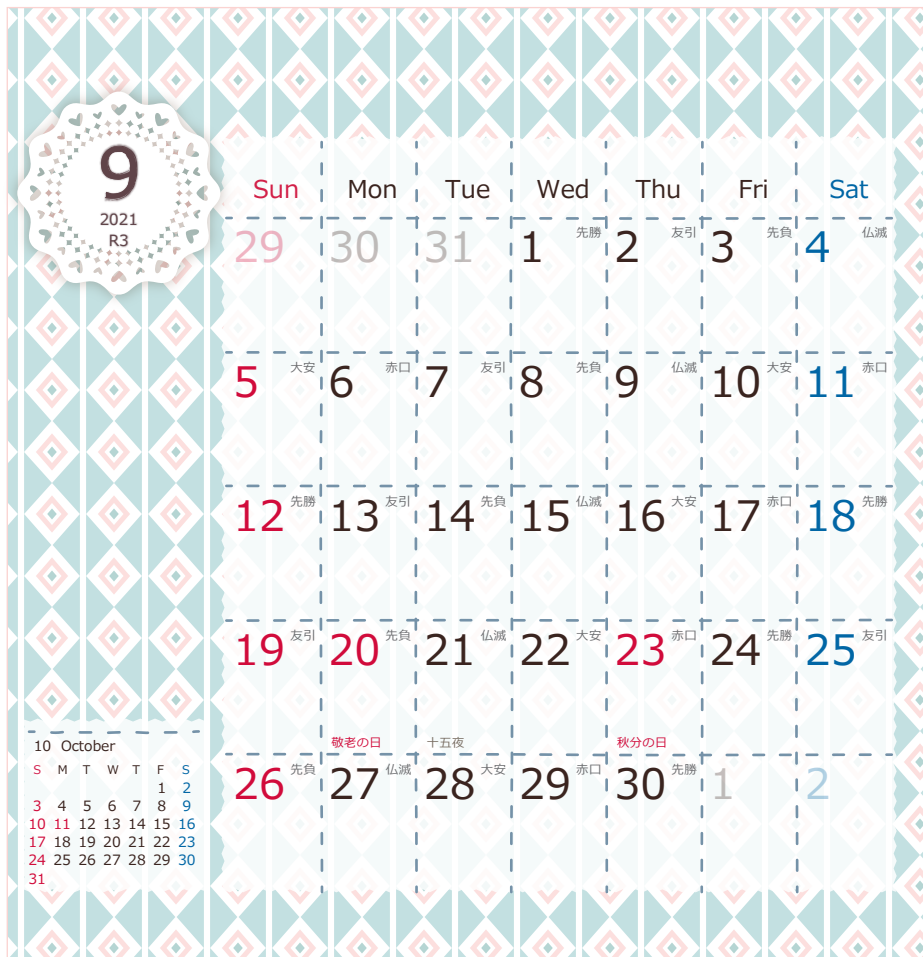 9
2021
R3
Sun Mon Tue Wed Thu Fri Sat
29 30 31 1 先勝 2 友引 3 先負 4 仏滅
5 大安 6 赤口 7 友引 8 先負 9 仏滅 10 大安 11 赤口
12 先勝 13 友引 14 先負 15 仏滅 16 大安 17 赤口 18 先勝
19 友引 20 先負 21 仏滅 22 大安 23 赤口 24 先勝 25 友引
敬老の日 十五夜 秋分の日
26 先負 27 仏滅 28 大安 29 赤口 30 先勝 1 2
10 October
S M T W T F S
1 2
3 4 5 6 7 8 9
10 11 12 13 14 15 16
17 18 19 20 21 22 23
24 25 26 27 28 29 30
31